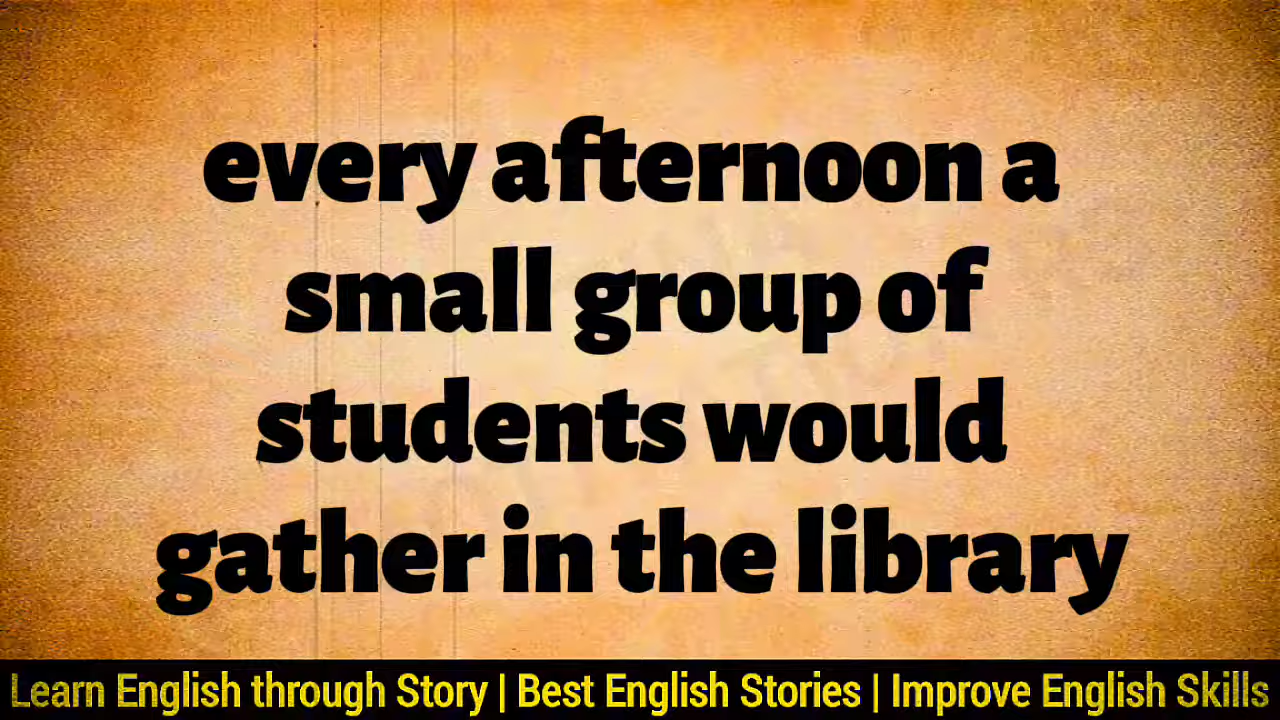 every afternoon a
small group of
students would
gather in the library
Learn English through Story | Best English Stories | Improve English Skills